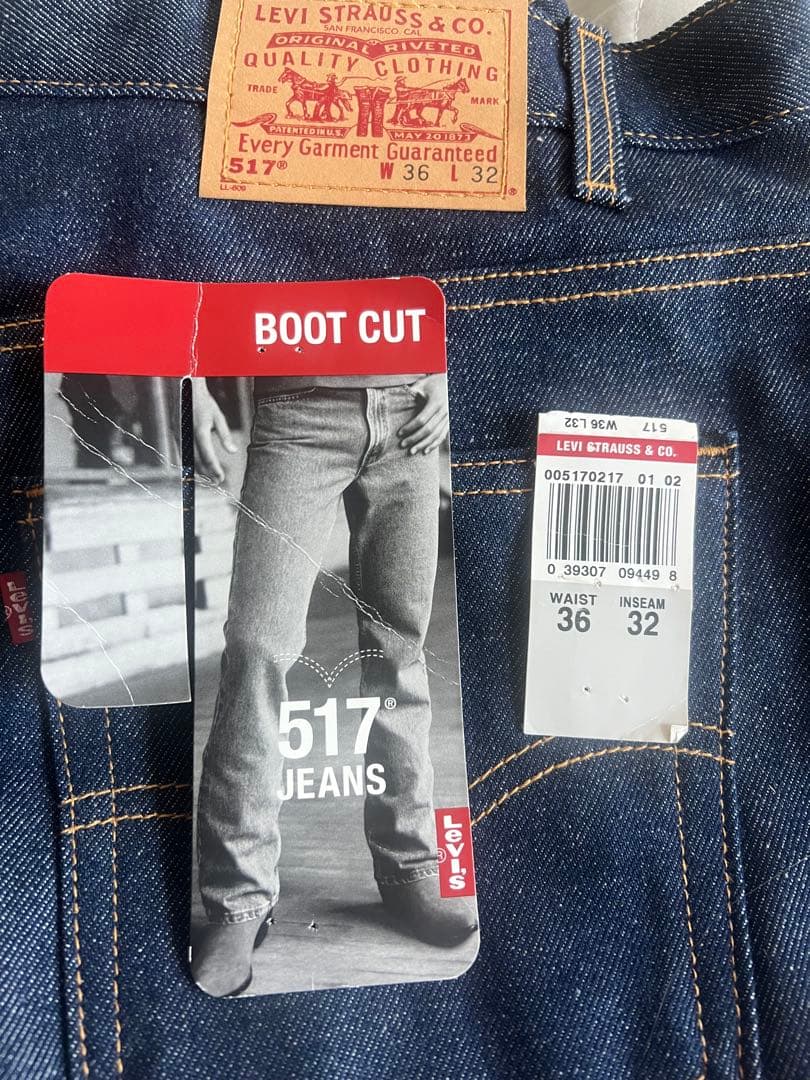 LEVI STRAUSS & CO.
SAN FRANCISCO, CAL.
ORIGINAL RIVETED
QUALITY CLOTHING
TRADE MARK
PATENTED IN U.S. MAY 20 1873
Every Garment Guaranteed
517® W 36 L 32
LL-609 ®
BOOT CUT
517®
JEANS
Levi's
®
517 W36 L32
LEVI STRAUSS & CO.
005170217 01 02
0 39307 09449 8
WAIST INSEAM
36 32
Levi's
®